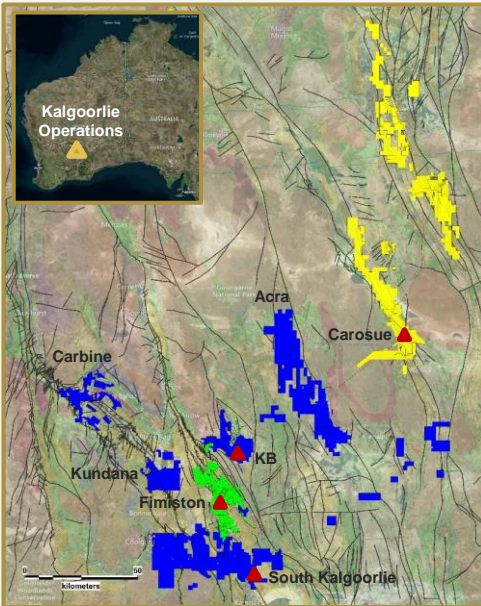 Kalgoorlie
Operations
AUSTRALIA
Acra
Carosue
Carbine
KB
Kundana
Fimiston
South Kalgoorlie
0
50
kilometers